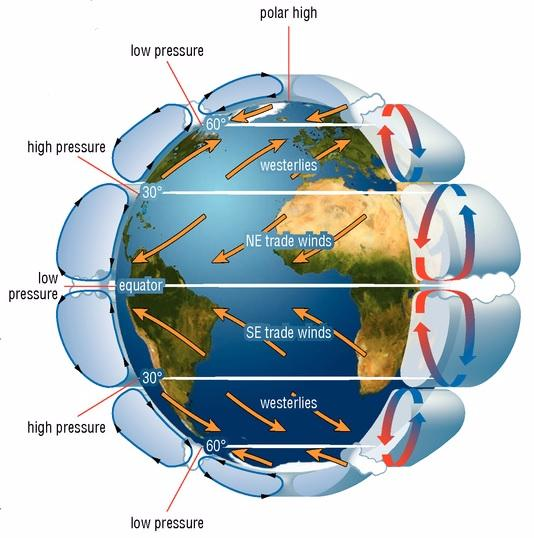 polar high
low pressure
60°
high pressure
westerlies
30°
NE trade winds
low
pressure
equator
SE trade winds
30°
westerlies
high pressure
60°
low pressure